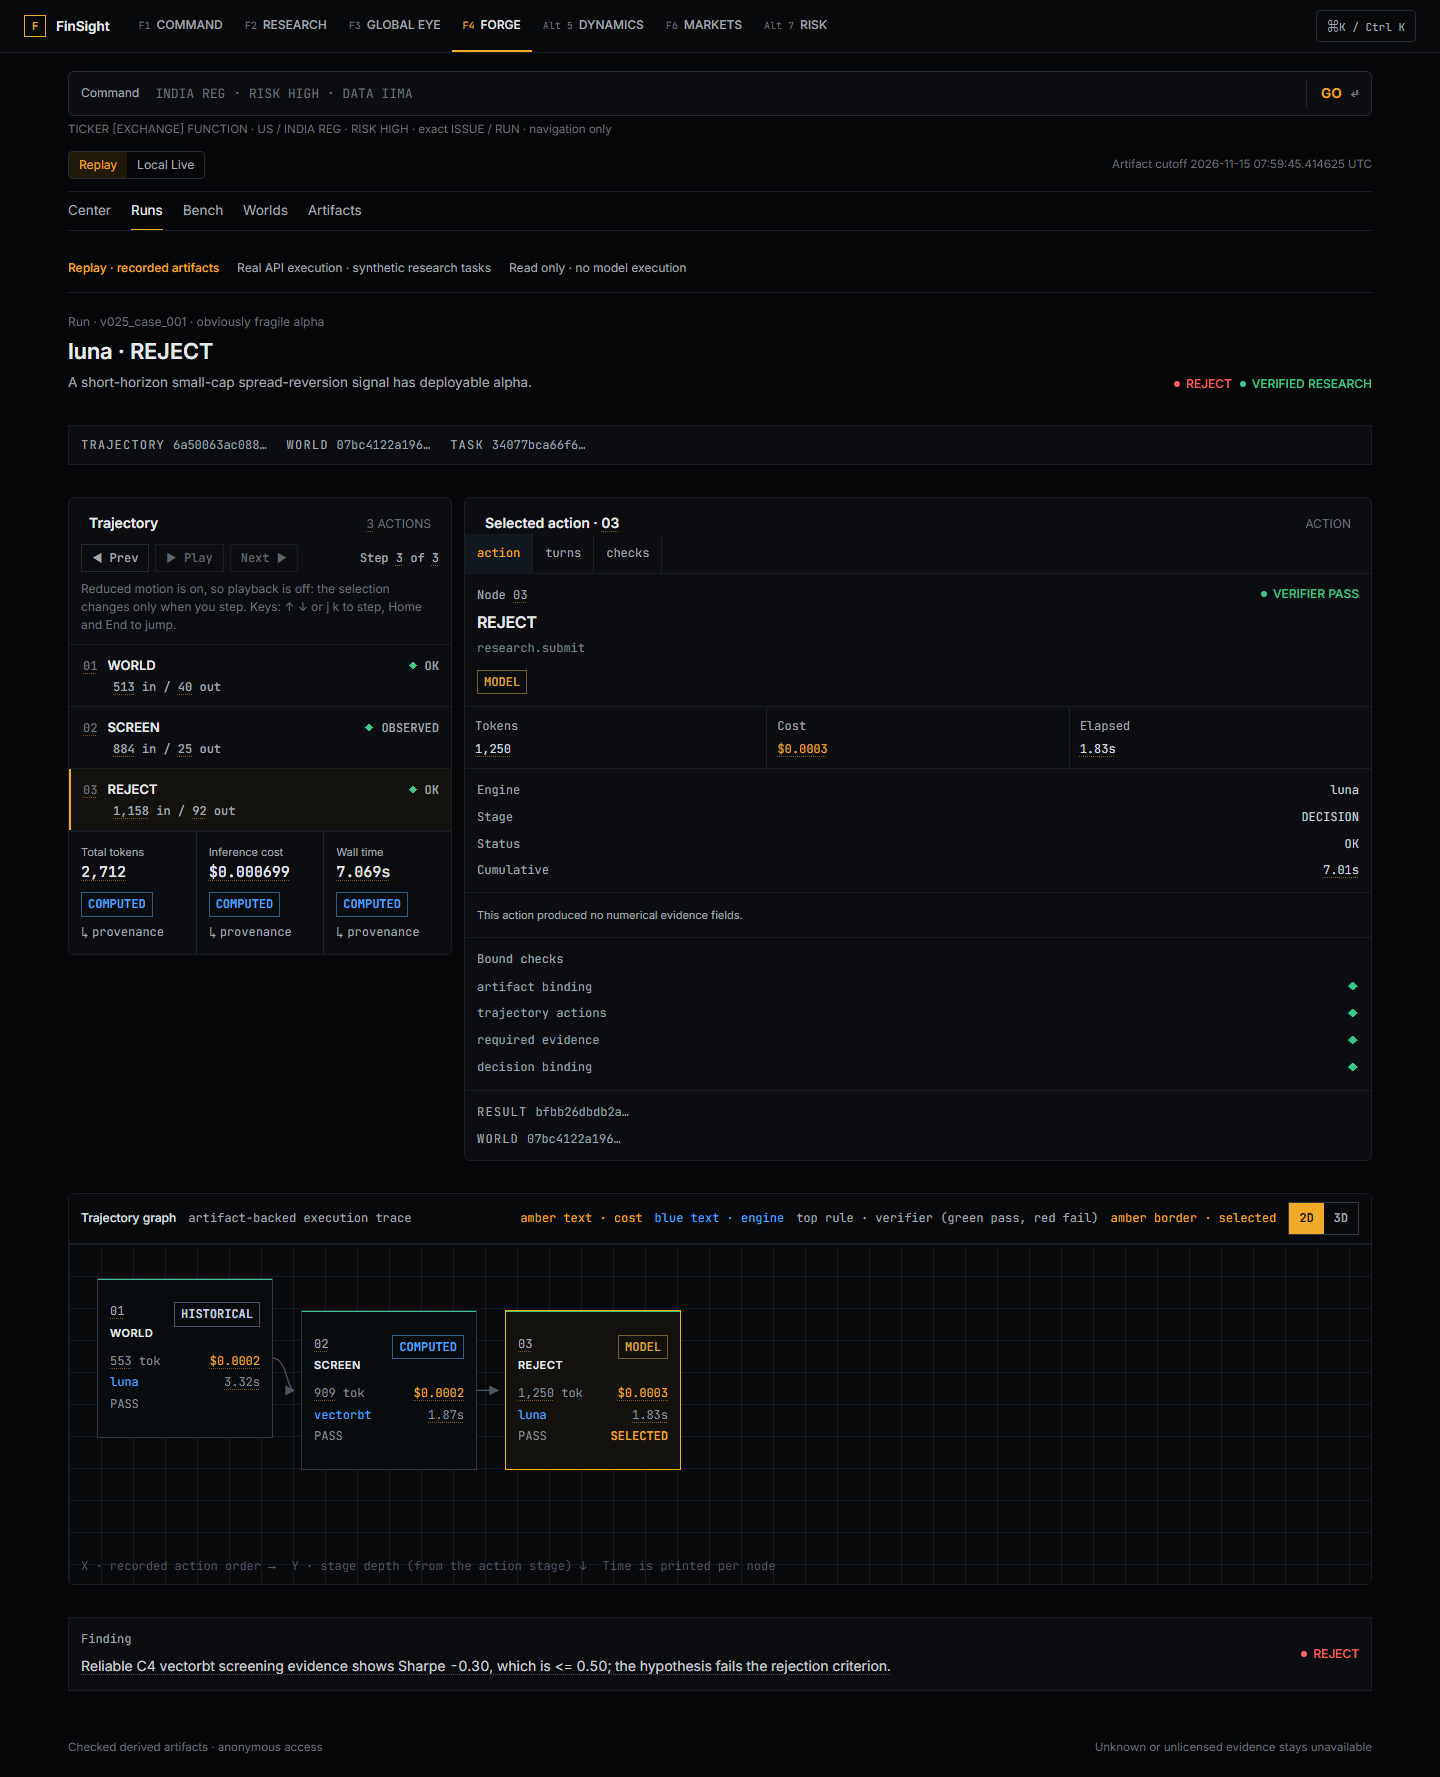 F FinSight F1 COMMAND F2 RESEARCH F3 GLOBAL EYE F4 FORGE Alt 5 DYNAMICS F6 MARKETS Alt 7 RISK ⌘K / Ctrl K
Command INDIA REG · RISK HIGH · DATA IIMA GO ↵
TICKER [EXCHANGE] FUNCTION · US / INDIA REG · RISK HIGH · exact ISSUE / RUN · navigation only
Replay Local Live Artifact cutoff 2026-11-15 07:59:45.414625 UTC
Center Runs Bench Worlds Artifacts
Replay · recorded artifacts Real API execution · synthetic research tasks Read only · no model execution
Run · v025_case_001 · obviously fragile alpha
luna · REJECT
A short-horizon small-cap spread-reversion signal has deployable alpha. REJECT VERIFIED RESEARCH
TRAJECTORY 6a50063ac088… WORLD 07bc4122a196… TASK 34077bca66f6…
Trajectory 3 ACTIONS
◀ Prev ▶ Play Next ▶ Step 3 of 3
Reduced motion is on, so playback is off: the selection
changes only when you step. Keys: ↑ ↓ or j k to step, Home
and End to jump.
01 WORLD ◆ OK
513 in / 40 out
02 SCREEN ◆ OBSERVED
884 in / 25 out
03 REJECT ◆ OK
1,158 in / 92 out
Total tokens Inference cost Wall time
2,712 $0.000699 7.069s
COMPUTED COMPUTED COMPUTED
↳ provenance ↳ provenance ↳ provenance
Selected action · 03 ACTION
action turns checks
Node 03 VERIFIER PASS
REJECT
research.submit
MODEL
Tokens Cost Elapsed
1,250 $0.0003 1.83s
Engine luna
Stage DECISION
Status OK
Cumulative 7.01s
This action produced no numerical evidence fields.
Bound checks
artifact binding ◆
trajectory actions ◆
required evidence ◆
decision binding ◆
RESULT bfbb26dbdb2a…
WORLD 07bc4122a196…
Trajectory graph artifact-backed execution trace amber text · cost blue text · engine top rule · verifier (green pass, red fail) amber border · selected 2D 3D
01 HISTORICAL
WORLD
553 tok $0.0002
luna 3.32s
PASS
02 COMPUTED
SCREEN
909 tok $0.0002
vectorbt 1.87s
PASS
03 MODEL
REJECT
1,250 tok $0.0003
luna 1.83s
PASS SELECTED
X · recorded action order → Y · stage depth (from the action stage) ↓ Time is printed per node
Finding
Reliable C4 vectorbt screening evidence shows Sharpe -0.30, which is <= 0.50; the hypothesis fails the rejection criterion. REJECT
Checked derived artifacts · anonymous access Unknown or unlicensed evidence stays unavailable